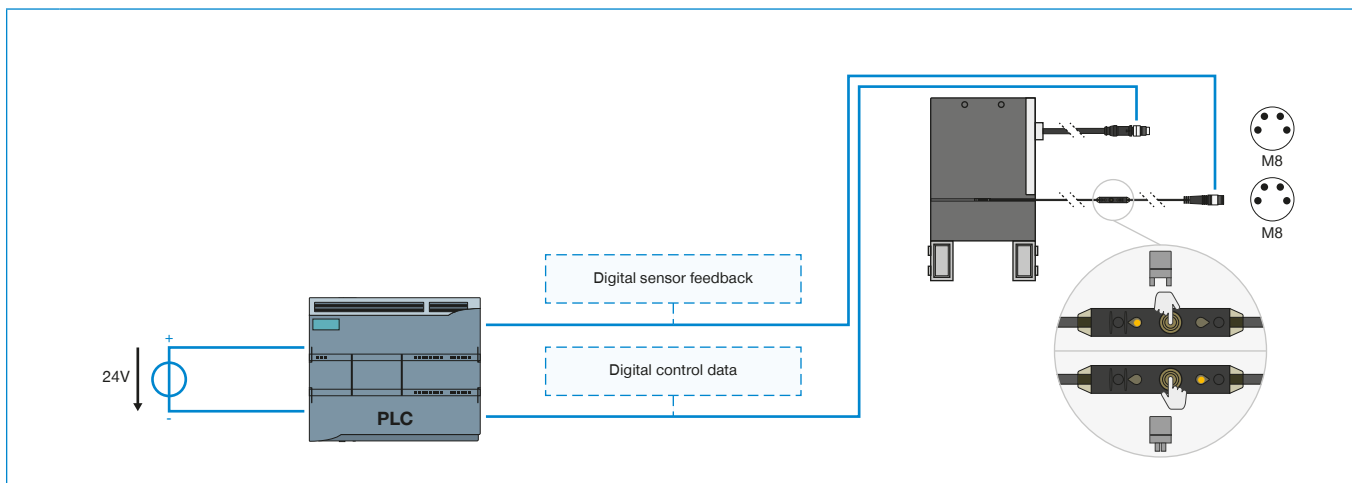 M8
M8
Digital sensor feedback
+
24V
Digital control data
-
PLC